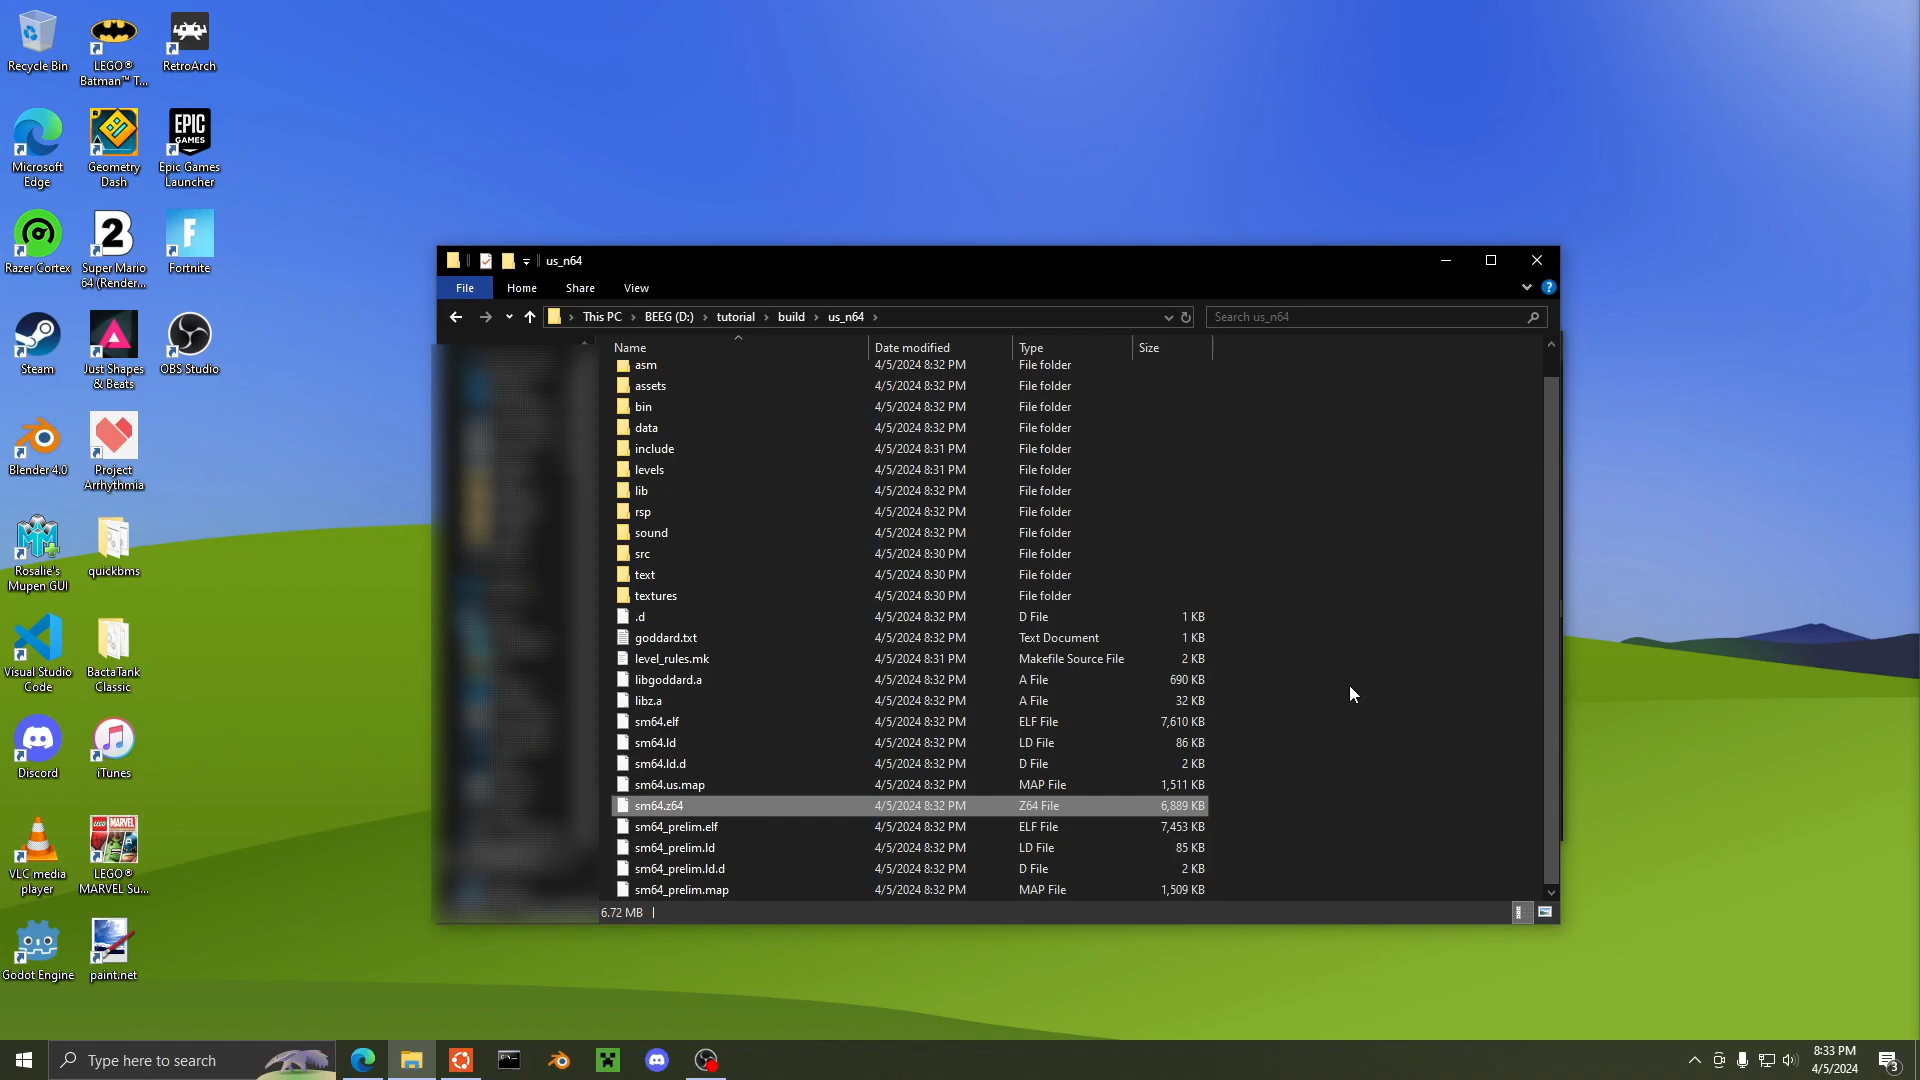 Recycle Bin
LEGO®
Batman™ T...
RetroArch
Microsoft
Edge
Geometry
Dash
EPIC
GAMES
Epic Games
Launcher
Razer Cortex
2
Super Mario
64 (Render...
F
Fortnite
Steam
Just Shapes
& Beats
OBS Studio
Blender 4.0
Project
Arrhythmia
Rosalie's
Mupen GUI
quickbms
Visual Studio
Code
BactaTank
Classic
Discord
iTunes
VLC media
player
LEGO®
MARVEL Su...
Godot Engine
paint.net
us_n64
File Home Share View
This PC > BEEG (D:) > tutorial > build > us_n64 >
Search us_n64
Name Date modified Type Size
asm 4/5/2024 8:32 PM File folder
assets 4/5/2024 8:32 PM File folder
bin 4/5/2024 8:32 PM File folder
data 4/5/2024 8:32 PM File folder
include 4/5/2024 8:31 PM File folder
levels 4/5/2024 8:31 PM File folder
lib 4/5/2024 8:32 PM File folder
rsp 4/5/2024 8:32 PM File folder
sound 4/5/2024 8:32 PM File folder
src 4/5/2024 8:30 PM File folder
text 4/5/2024 8:30 PM File folder
textures 4/5/2024 8:30 PM File folder
.d 4/5/2024 8:32 PM D File 1 KB
goddard.txt 4/5/2024 8:32 PM Text Document 1 KB
level_rules.mk 4/5/2024 8:31 PM Makefile Source File 2 KB
libgoddard.a 4/5/2024 8:32 PM A File 690 KB
libz.a 4/5/2024 8:32 PM A File 32 KB
sm64.elf 4/5/2024 8:32 PM ELF File 7,610 KB
sm64.ld 4/5/2024 8:32 PM LD File 86 KB
sm64.ld.d 4/5/2024 8:32 PM D File 2 KB
sm64.us.map 4/5/2024 8:32 PM MAP File 1,511 KB
sm64.z64 4/5/2024 8:32 PM Z64 File 6,889 KB
sm64_prelim.elf 4/5/2024 8:32 PM ELF File 7,453 KB
sm64_prelim.ld 4/5/2024 8:32 PM LD File 85 KB
sm64_prelim.ld.d 4/5/2024 8:32 PM D File 2 KB
sm64_prelim.map 4/5/2024 8:32 PM MAP File 1,509 KB
6.72 MB
Type here to search
8:33 PM
4/5/2024
3